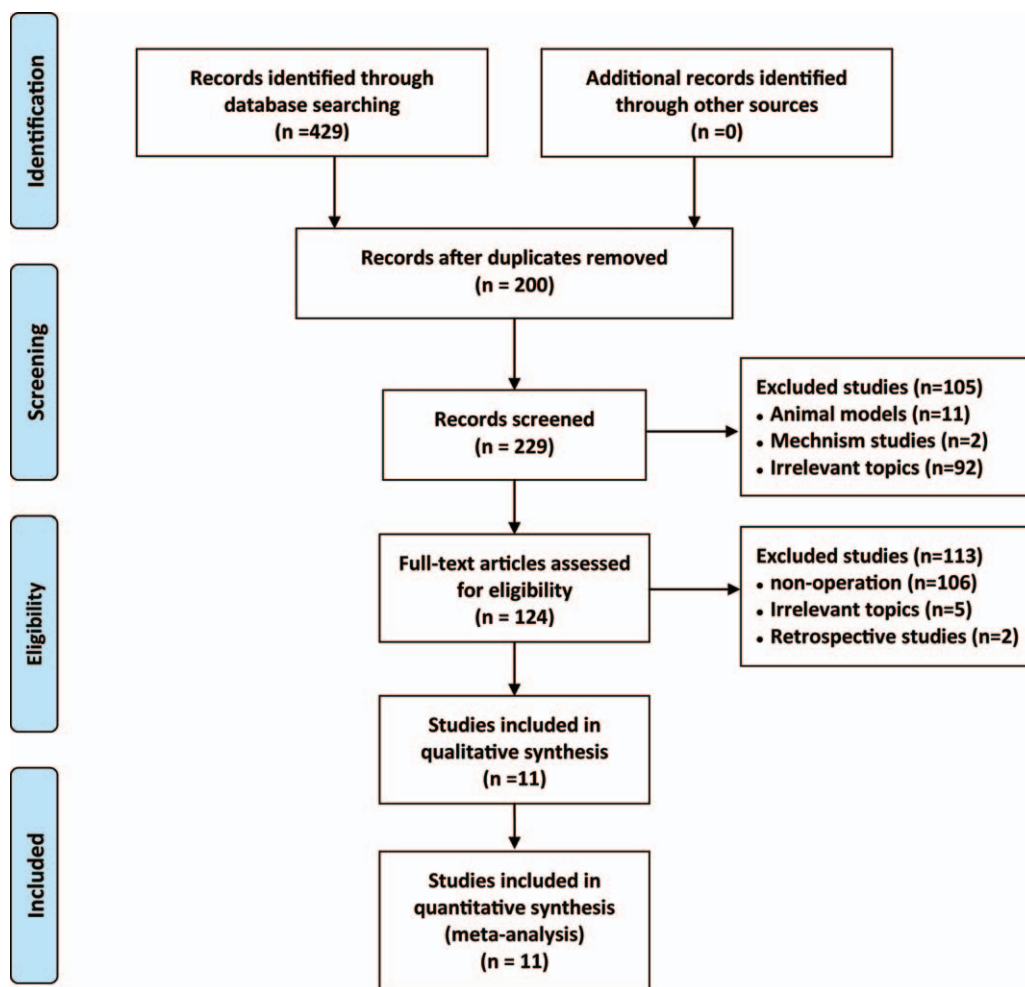 Identification
Records identified through
database searching
(n =429)
Additional records identified
through other sources
(n =0)
Records after duplicates removed
(n = 200)
Screening
Records screened
(n = 229)
Excluded studies (n=105)
• Animal models (n=11)
• Mechnism studies (n=2)
• Irrelevant topics (n=92)
Eligibility
Full-text articles assessed
for eligibility
(n = 124)
Excluded studies (n=113)
• non-operation (n=106)
• Irrelevant topics (n=5)
• Retrospective studies (n=2)
Studies included in
qualitative synthesis
(n =11)
Included
Studies included in
quantitative synthesis
(meta-analysis)
(n = 11)